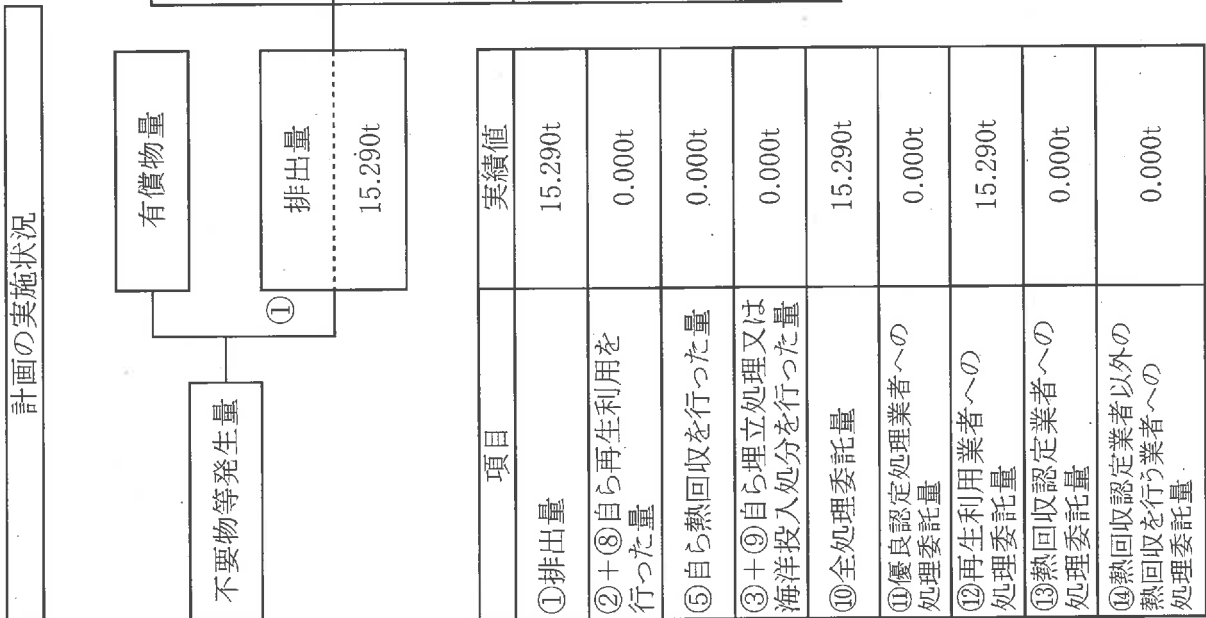 計画の実施状況
有償物量
不要物等発生量
①
排出量
15.290t
項目
実績値
①排出量
15.290t
②+⑧自ら再生利用を
行った量
0.000t
⑤自ら熱回収を行った量
0.000t
③+⑨自ら埋立処理又は
海洋投入処分を行った量
0.000t
⑩全処理委託量
15.290t
⑪優良認定処理業者への
処理委託量
0.000t
⑫再生利用業者への
処理委託量
15.290t
⑬熱回収認定業者への
処理委託量
0.000t
⑭熱回収認定業者以外の
熱回収を行う業者への
処理委託量
0.000t